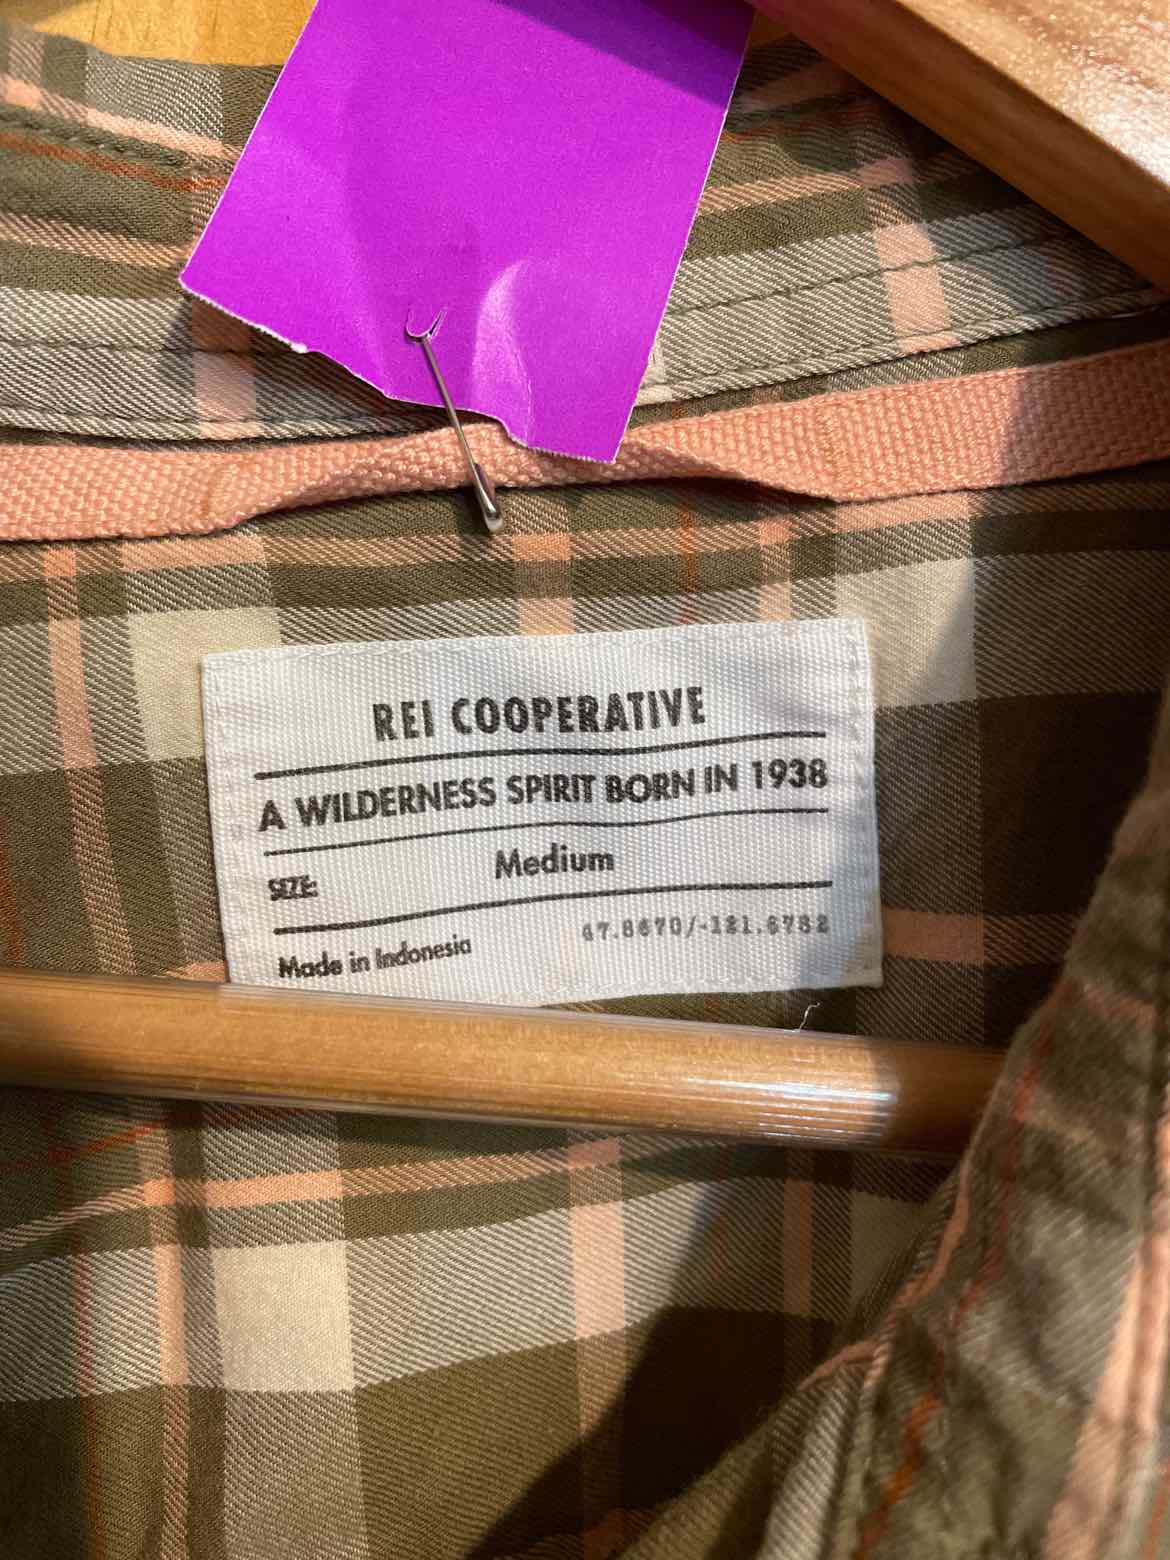 REI COOPERATIVE
A WILDERNESS SPIRIT BORN IN 1938
SIZE: Medium
Made in Indonesia 47.8670/-121.6782